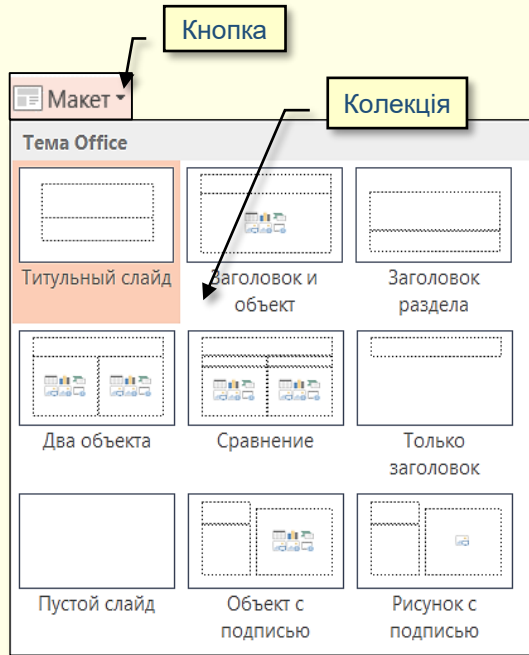 Кнопка
Макет
Колекція
Тема Office
Титульный слайд
Заголовок и
объект
Заголовок
раздела
Два объекта
Сравнение
Только
заголовок
Пустой слайд
Объект с
подписью
Рисунок с
подписью